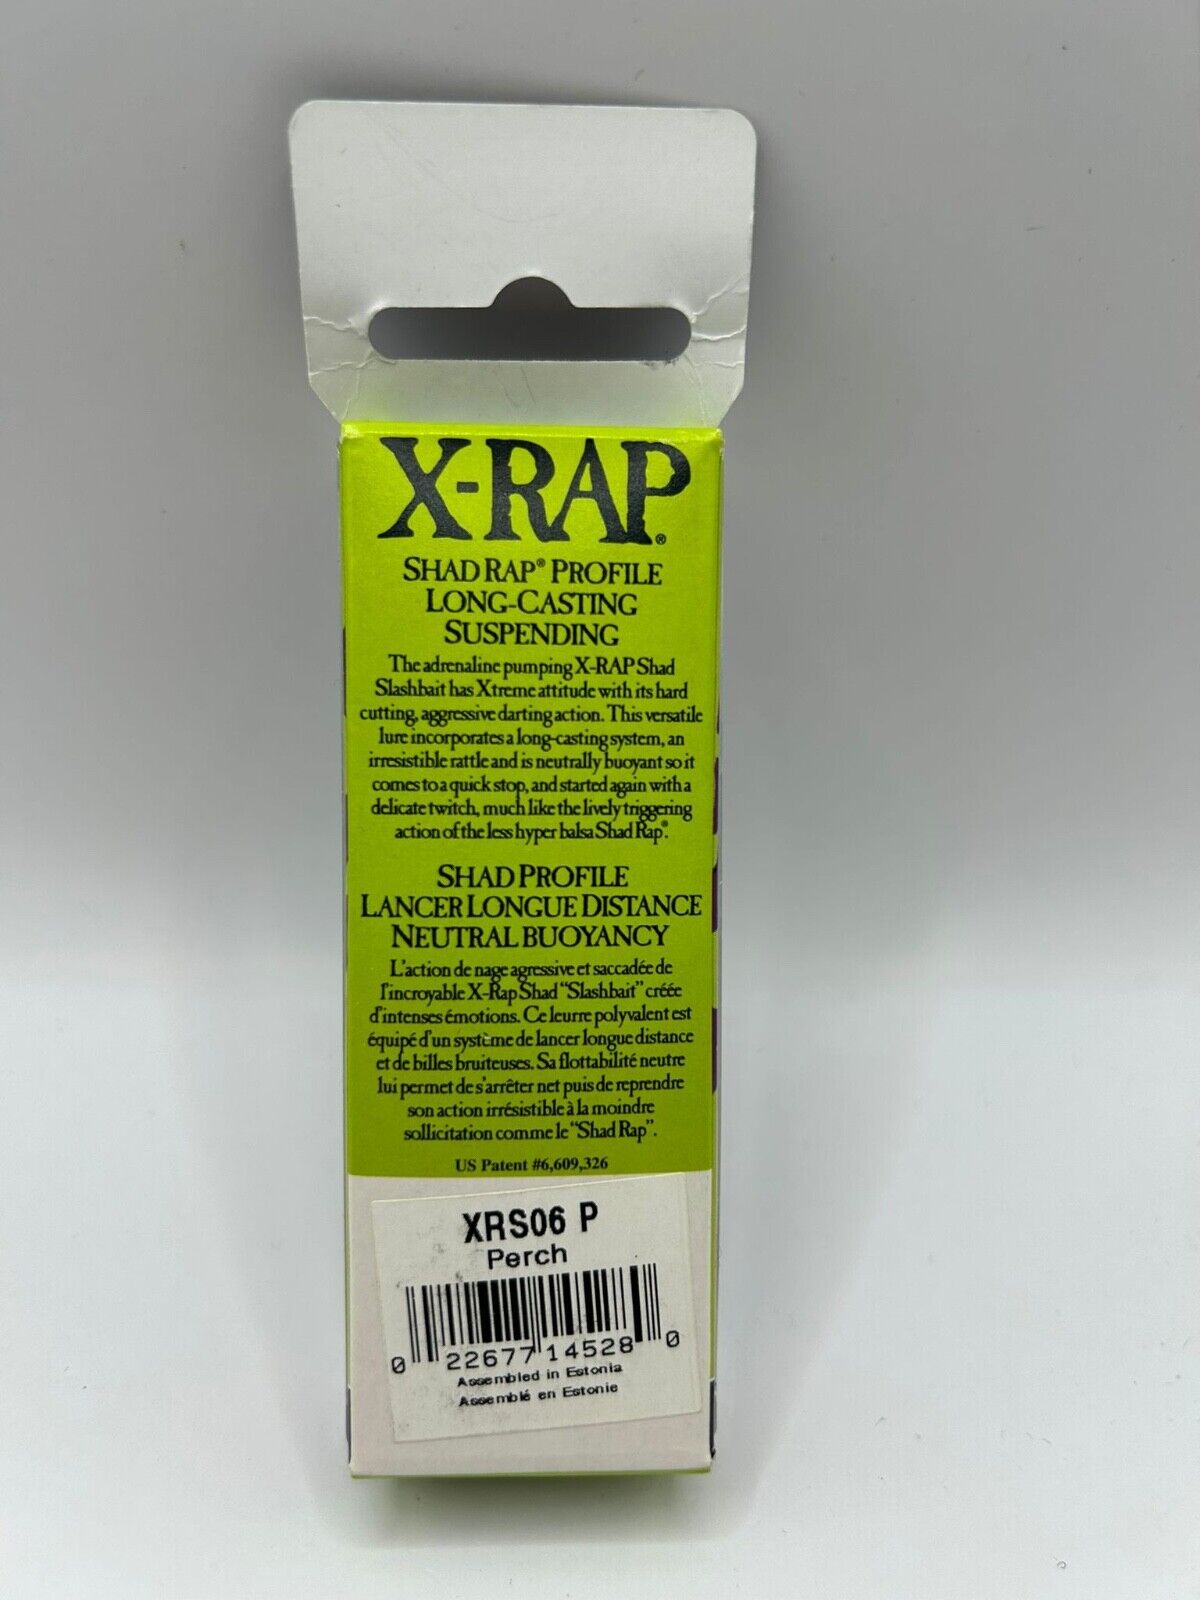 X-RAP®
SHAD RAP® PROFILE
LONG-CASTING
SUSPENDING
The adrenaline pumping X-RAP Shad
Slashbait has Xtreme attitude with its hard
cutting, aggressive darting action. This versatile
lure incorporates a long-casting system, an
irresistible rattle and is neutrally buoyant so it
comes to a quick stop, and started again with a
delicate twitch, much like the lively triggering
action of the less hyper balsa Shad Rap®.
SHAD PROFILE
LANCER LONGUE DISTANCE
NEUTRAL BUOYANCY
L'action de nage agressive et saccadée de
l'incroyable X-Rap Shad "Slashbait" créée
d'intenses émotions. Ce leurre polyvalent est
équipé d'un système de lancer longue distance
et de billes bruiteuses. Sa flottabilité neutre
lui permet de s'arrêter net puis de reprendre
son action irrésistible à la moindre
sollicitation comme le "Shad Rap".
US Patent #6,609,326
XRS06 P
Perch
0 22677 14528 0
Assembled in Estonia
Assemblé en Estonie